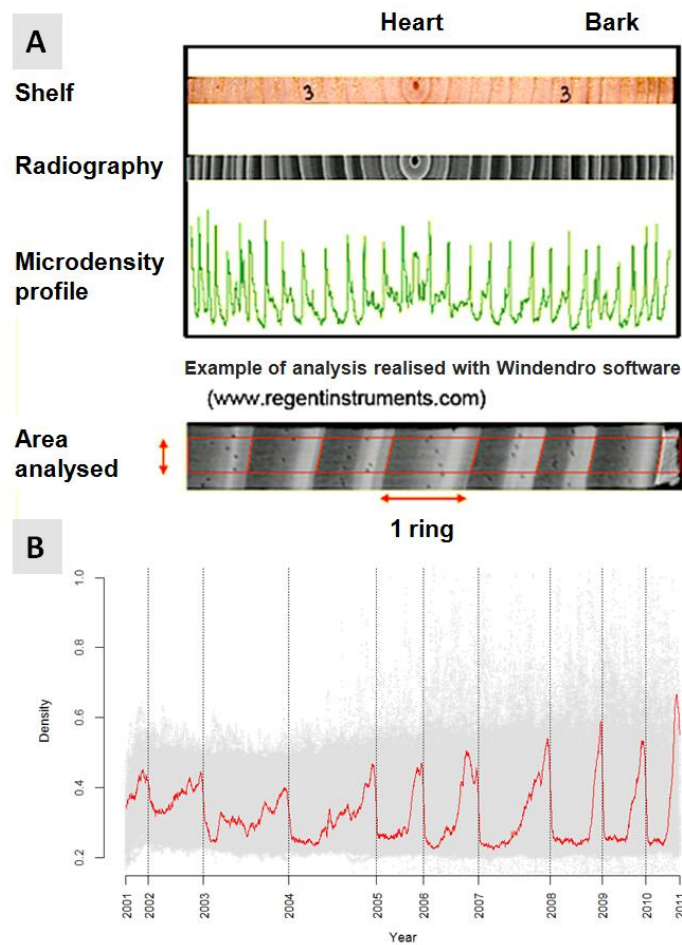 A
Heart Bark
Shelf
3 3
Radiography
Microdensity
profile
Example of analysis realised with Windendro software
(www.regentinstruments.com)
Area
analysed
1 ring
B
Density
1.0
0.8
0.6
0.4
0.2
2001 2002 2003 2004 2005 2006 2007 2008 2009 2010 2011
Year